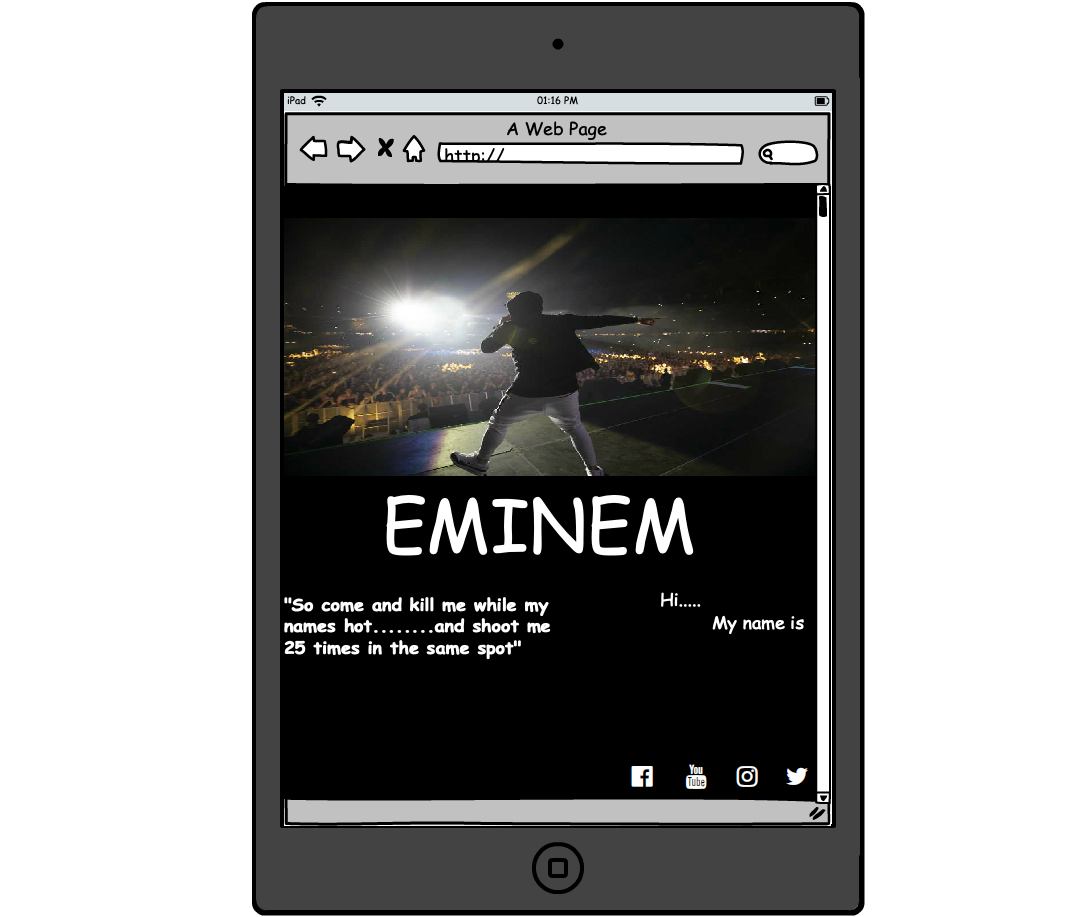 iPad
01:16 PM
A Web Page
http://
EMINEM
"So come and kill me while my
names hot........and shoot me
25 times in the same spot"
Hi.....
My name is
You
Tube